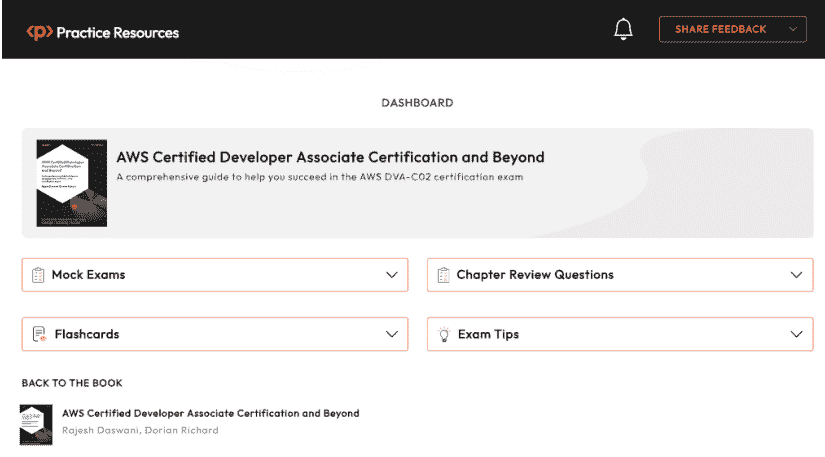 <p> Practice Resources
SHARE FEEDBACK
DASHBOARD
AWS Certified Developer Associate Certification and Beyond
A comprehensive guide to help you succeed in the AWS DVA-C02 certification exam
Mock Exams
Chapter Review Questions
Flashcards
Exam Tips
BACK TO THE BOOK
AWS Certified Developer Associate Certification and Beyond
Rajesh Daswani, Dorian Richard